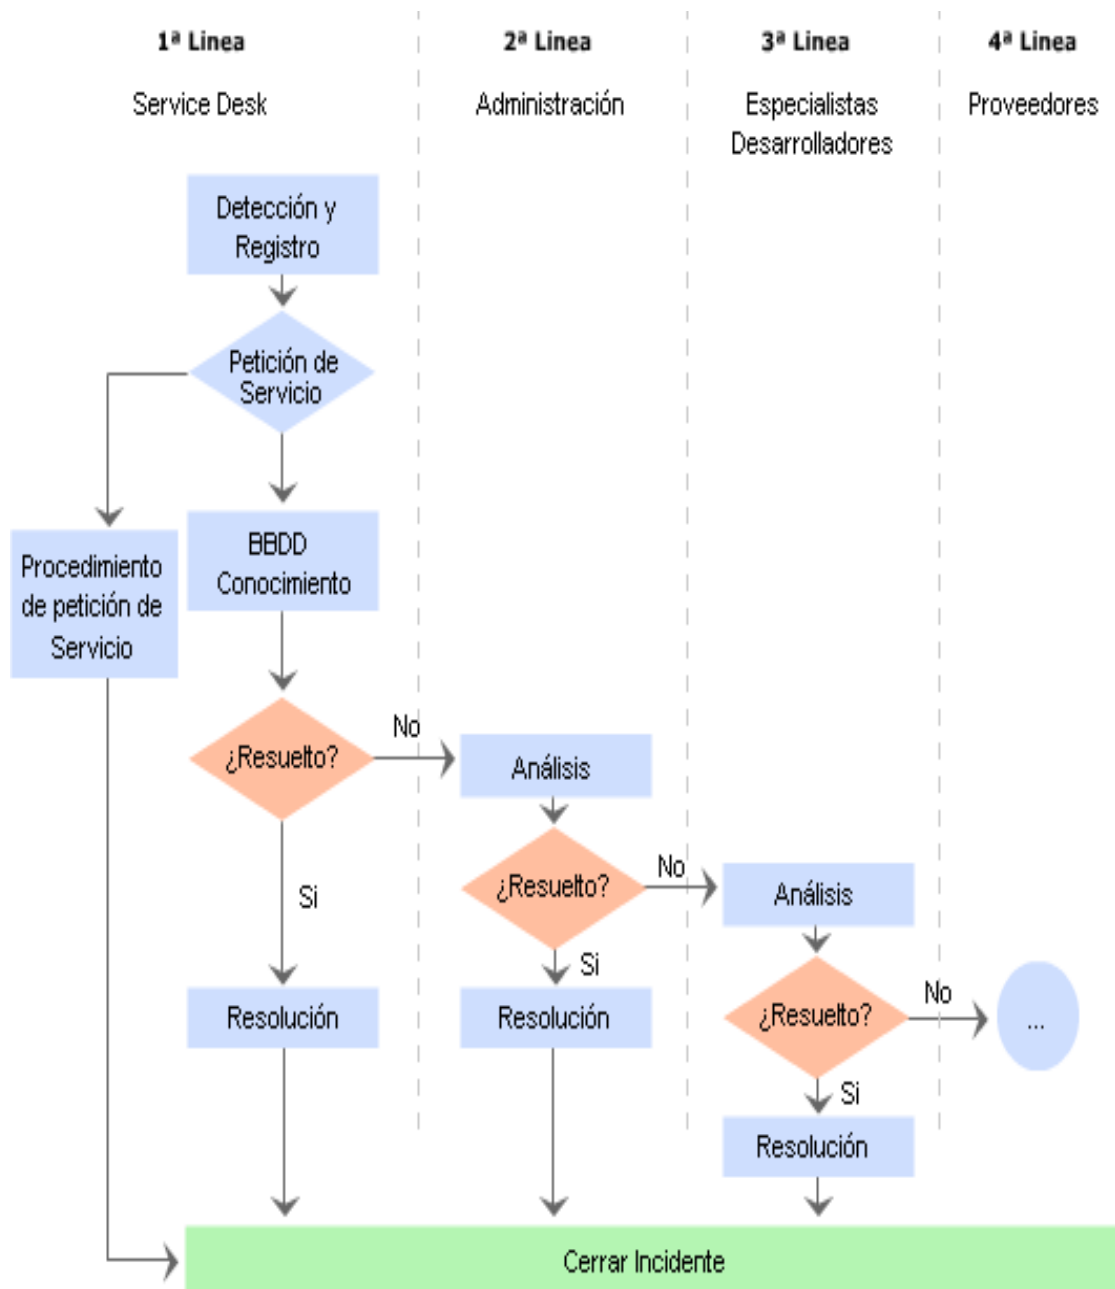 1ª Linea
2ª Linea
3ª Linea
4ª Linea
Service Desk
Administración
Especialistas
Desarrolladores
Proveedores
Detección y
Registro
Petición de
Servicio
Procedimiento
de petición de
Servicio
BBDD
Conocimiento
¿Resuelto?
No
Si
Resolución
Análisis
¿Resuelto?
No
Si
Resolución
Análisis
¿Resuelto?
No
Si
Resolución
...
Cerrar Incidente